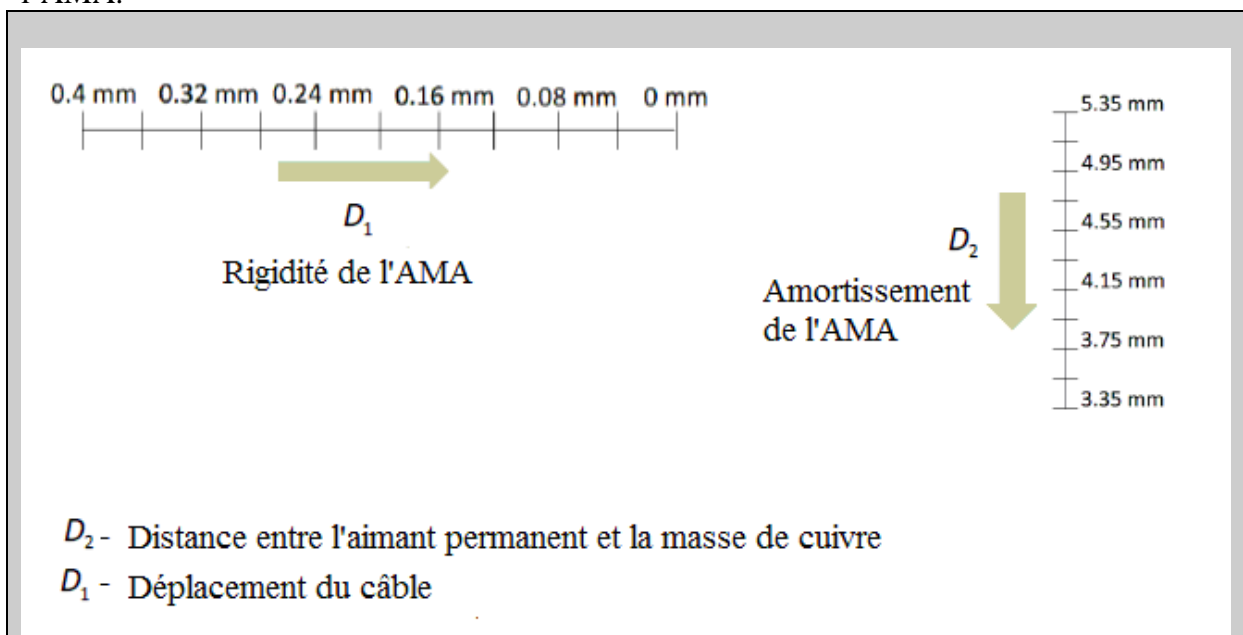 0.4 mm 0.32 mm 0.24 mm 0.16 mm 0.08 mm 0 mm
D1
Rigidité de l'AMA
5.35 mm
4.95 mm
4.55 mm
4.15 mm
3.75 mm
3.35 mm
D2
Amortissement
de l'AMA
D2 - Distance entre l'aimant permanent et la masse de cuivre
D1 - Déplacement du câble